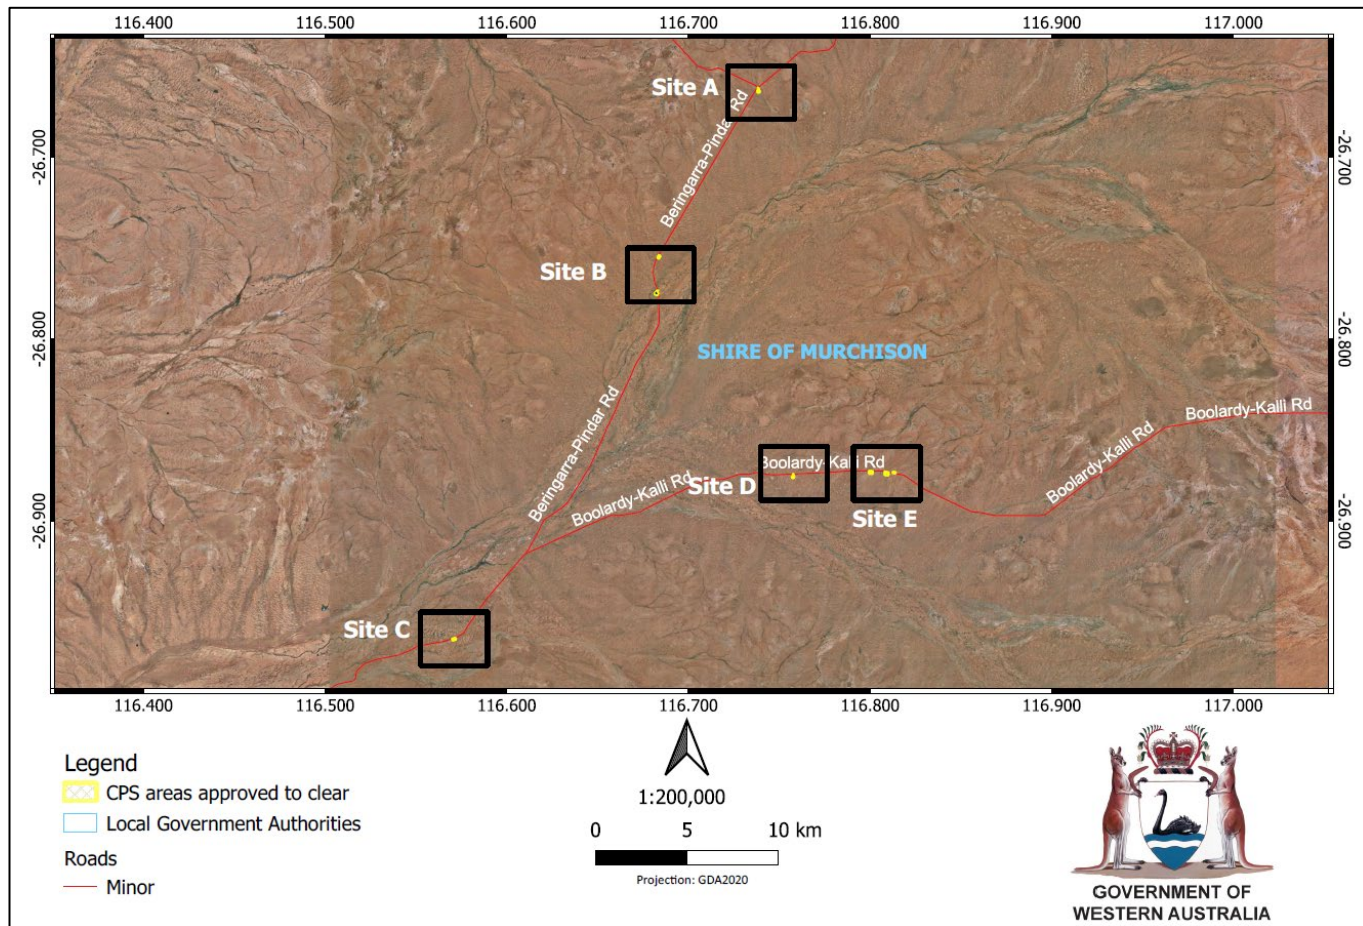 116.400 116.500 116.600 116.700 116.800 116.900 117.000
Site A
Beringarra-Pindar Rd
-26.700
-26.700
Site B
-26.800
-26.800
SHIRE OF MURCHISON
Beringarra-Pindar Rd
Boolardy-Kalli Rd
Boolardy-Kalli Rd
Boolardy-Kalli Rd
Boolardy-Kalli Rd
Site D
Site E
-26.900
-26.900
Site C
116.400 116.500 116.600 116.700 116.800 116.900 117.000
Legend
CPS areas approved to clear
Local Government Authorities
Roads
Minor
1:200,000
0 5 10 km
Projection: GDA2020
GOVERNMENT OF
WESTERN AUSTRALIA